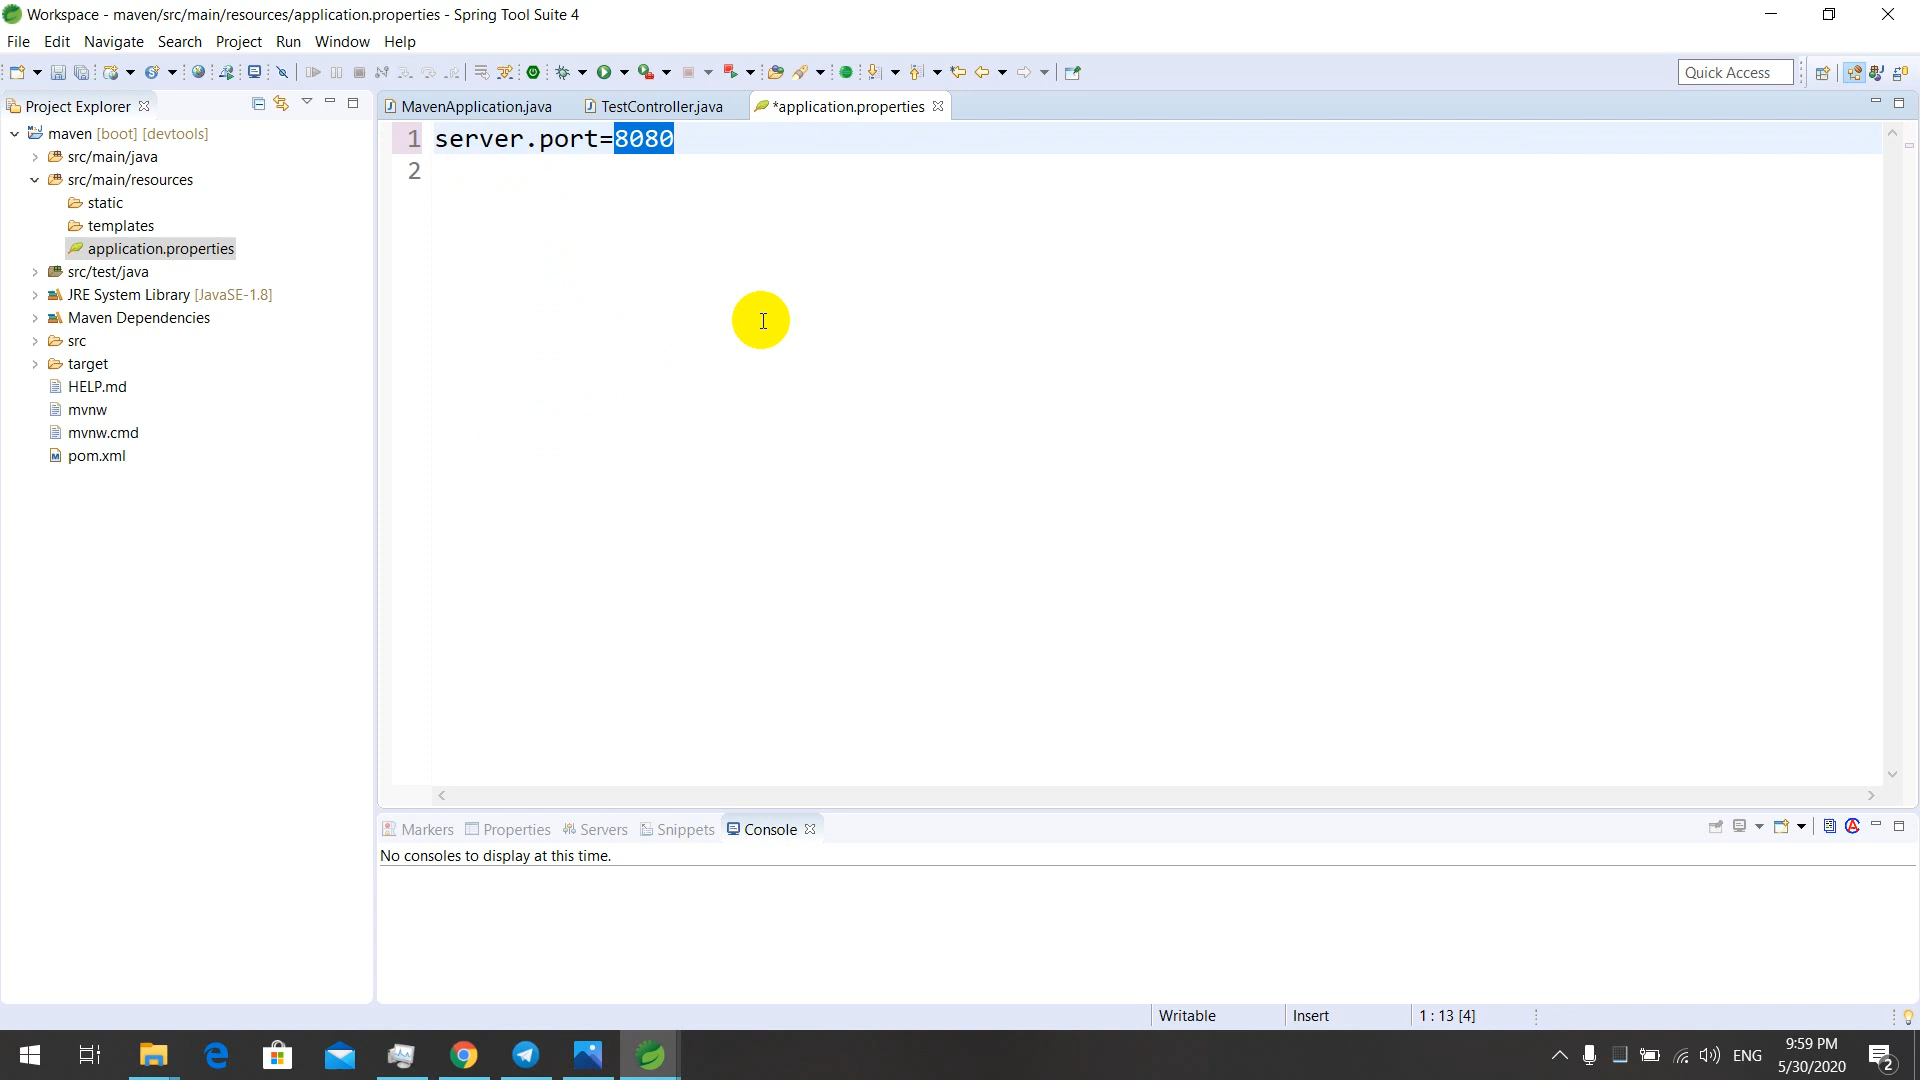 Workspace - maven/src/main/resources/application.properties - Spring Tool Suite 4
File Edit Navigate Search Project Run Window Help
Quick Access
Project Explorer
MavenApplication.java TestController.java *application.properties
maven [boot] [devtools]
src/main/java
src/main/resources
static
templates
application.properties
src/test/java
JRE System Library [JavaSE-1.8]
Maven Dependencies
src
target
HELP.md
mvnw
mvnw.cmd
pom.xml
1 server.port=8080
2
Markers Properties Servers Snippets Console
No consoles to display at this time.
Writable Insert 1 : 13 [4]
ENG
9:59 PM
5/30/2020
2